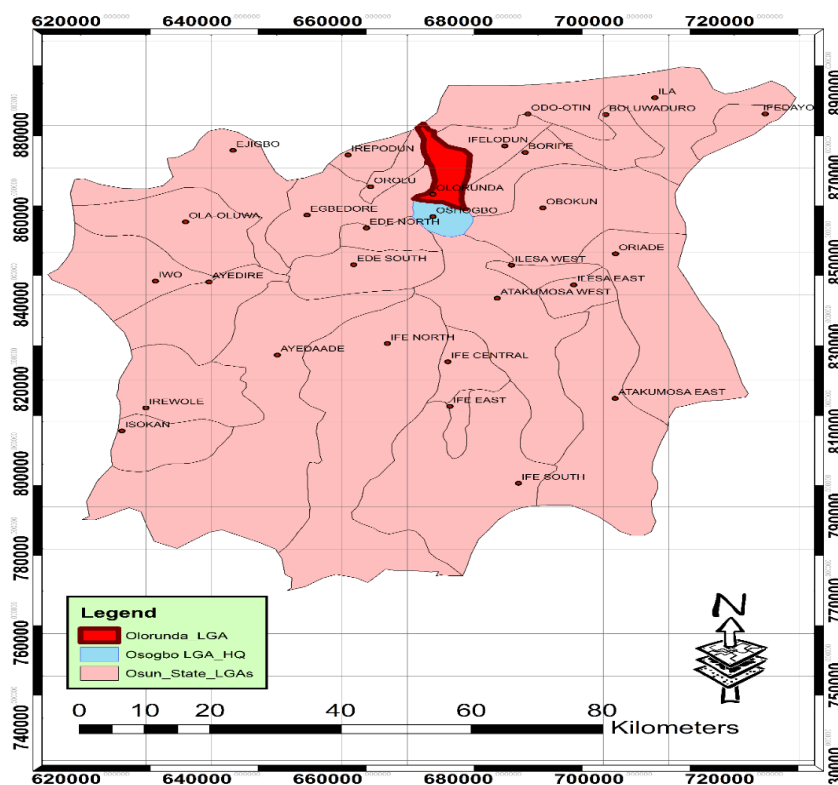 620000 640000 660000 680000 700000 720000
ILA
ODO-OTIN
BOLUWADURO
IFEDAYO
EJIGBO
IREPODUN
IFELODUN
BORIPE
OROLU
OLORUNDA
OLA-OLUWA
EGBEDORE
OSHOGBO
OBOKUN
EDE NORTH
EDE SOUTH
ORIADE
ILESA WEST
IWO
AYEDIRE
ILESA EAST
ATAKUMOSA WEST
IFE NORTH
AYEDAADE
IFE CENTRAL
IREWOLE
IFE EAST
ATAKUMOSA EAST
ISOKAN
IFE SOUTH
880000
860000
840000
820000
800000
780000
760000
740000
890000
870000
850000
830000
810000
790000
770000
750000
Legend
Olorunda_LGA
Osogbo LGA_HQ
Osun_State_LGAs
N
0 10 20 40 60 80
Kilometers
620000 640000 660000 680000 700000 720000